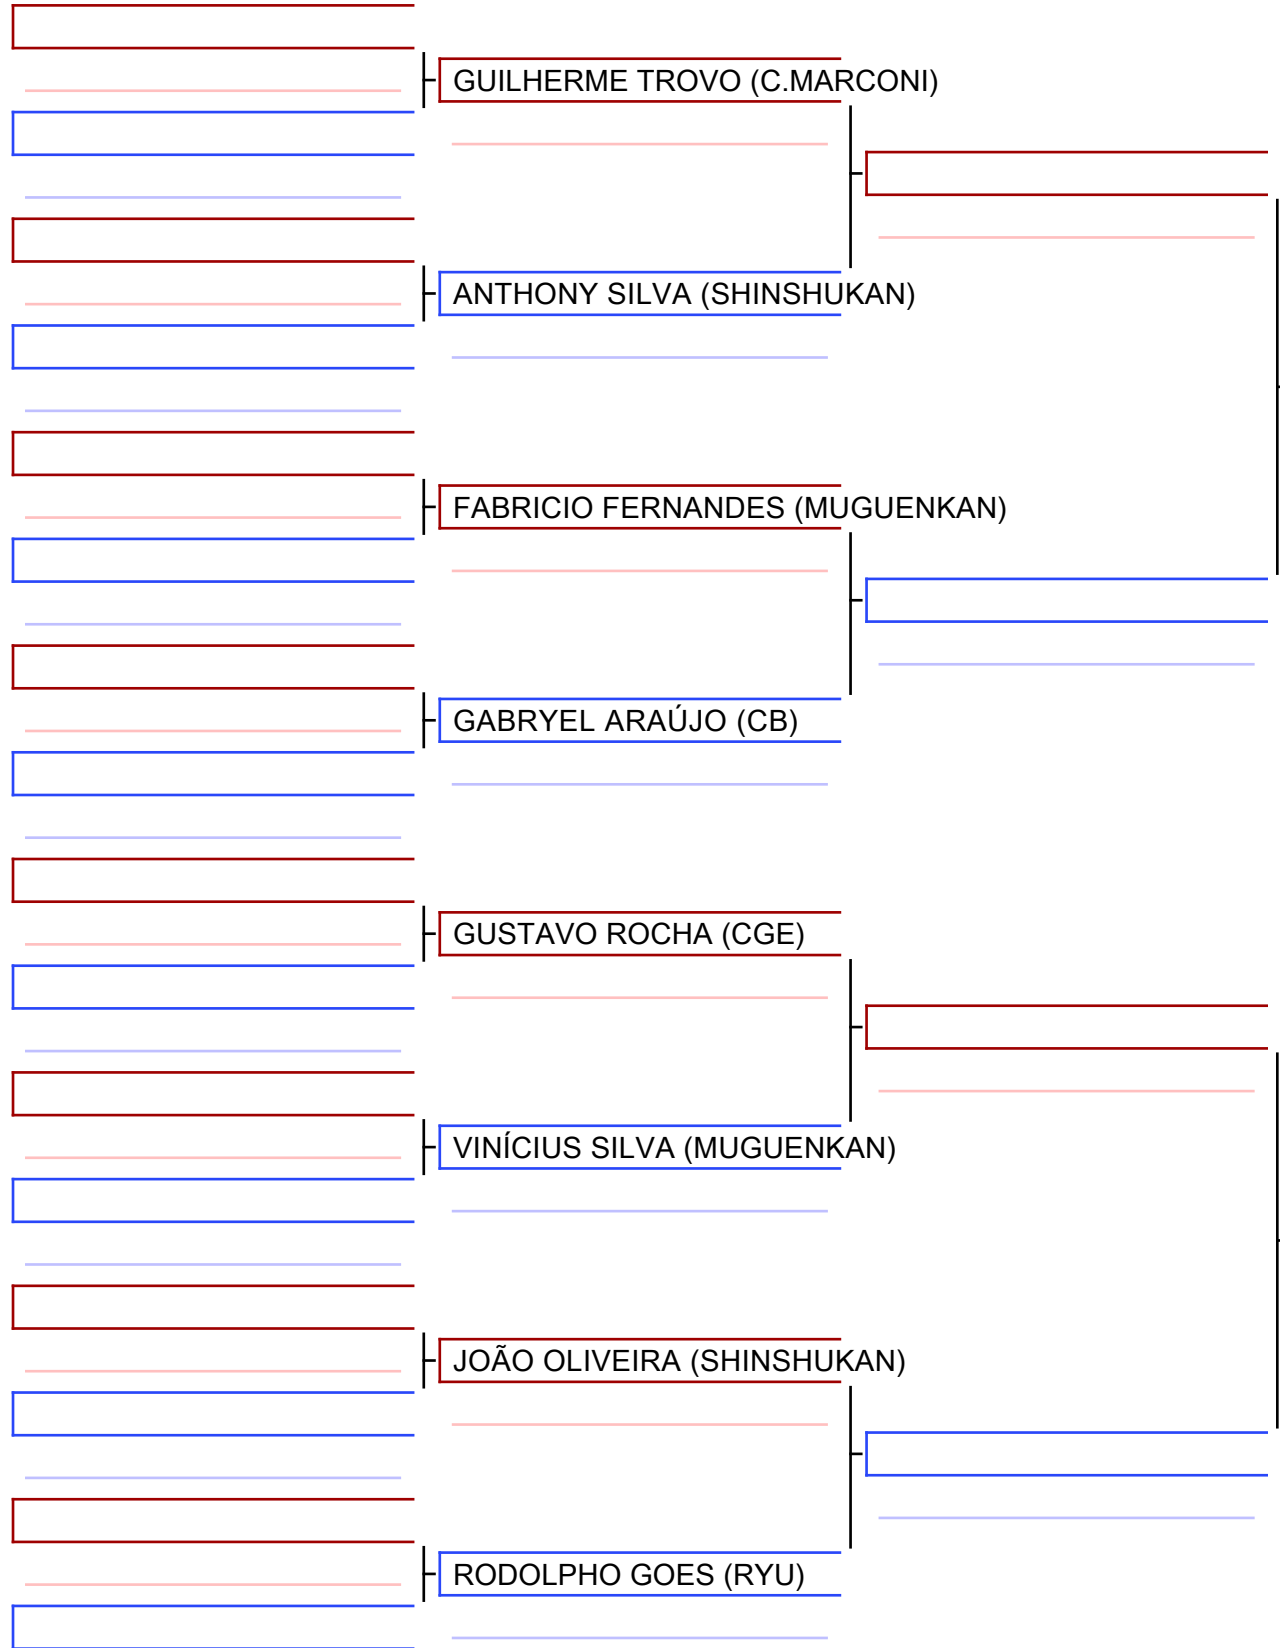 GUILHERME TROVO (C.MARCONI)
ANTHONY SILVA (SHINSHUKAN)
FABRICIO FERNANDES (MUGUENKAN)
GABRYEL ARAÚJO (CB)
GUSTAVO ROCHA (CGE)
VINÍCIUS SILVA (MUGUENKAN)
JOÃO OLIVEIRA (SHINSHUKAN)
RODOLPHO GOES (RYU)